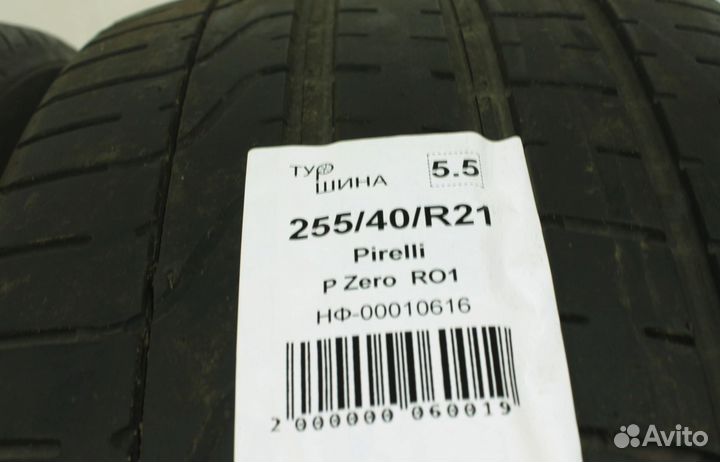 ТУР ШИНА
5.5
255/40/R21
Pirelli
P Zero RO1
НФ-00010616
2 000000 060019
Avito